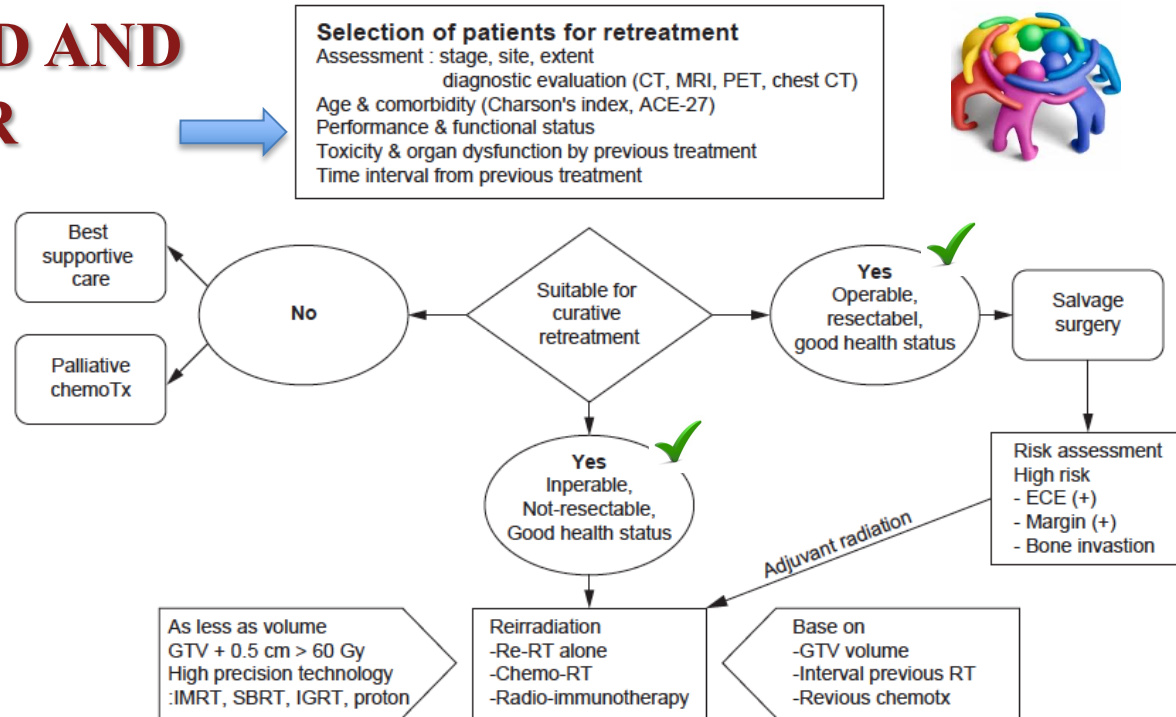 D AND
R
Selection of patients for retreatment
Assessment : stage, site, extent
diagnostic evaluation (CT, MRI, PET, chest CT)
Age & comorbidity (Charson's index, ACE-27)
Performance & functional status
Toxicity & organ dysfunction by previous treatment
Time interval from previous treatment
Best
supportive
care
Palliative
chemoTx
No
Suitable for
curative
retreatment
Yes
Operable,
resectabel,
good health status
Salvage
surgery
Yes
Inperable,
Not-resectable,
Good health status
Risk assessment
High risk
- ECE (+)
- Margin (+)
- Bone invastion
Adjuvant radiation
As less as volume
GTV + 0.5 cm > 60 Gy
High precision technology
:IMRT, SBRT, IGRT, proton
Reirradiation
-Re-RT alone
-Chemo-RT
-Radio-immunotherapy
Base on
-GTV volume
-Interval previous RT
-Revious chemotx